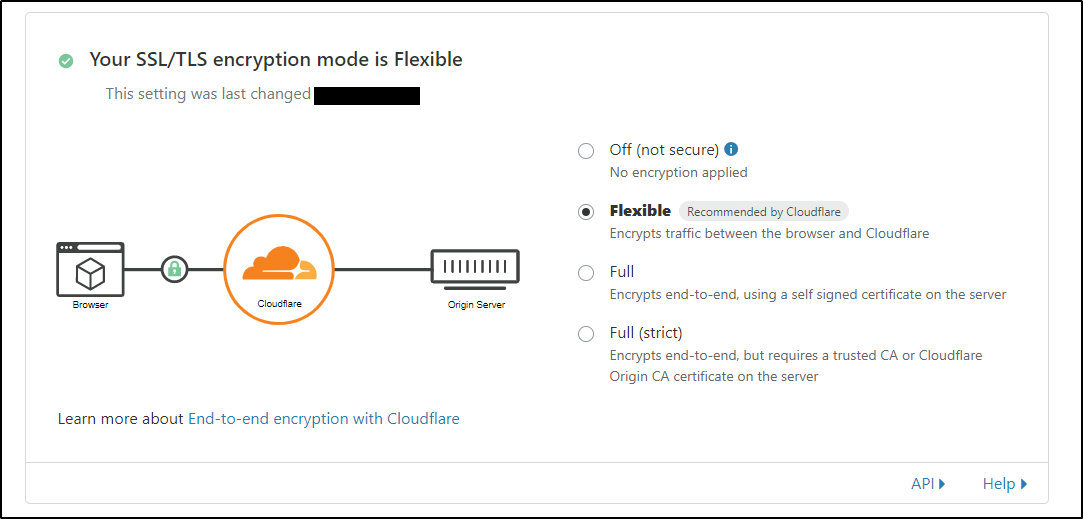 Your SSL/TLS encryption mode is Flexible
This setting was last changed
Off (not secure)
No encryption applied
Flexible Recommended by Cloudflare
Encrypts traffic between the browser and Cloudflare
Full
Encrypts end-to-end, using a self signed certificate on the server
Full (strict)
Encrypts end-to-end, but requires a trusted CA or Cloudflare
Origin CA certificate on the server
Browser
Cloudflare
Origin Server
Learn more about End-to-end encryption with Cloudflare
API
Help